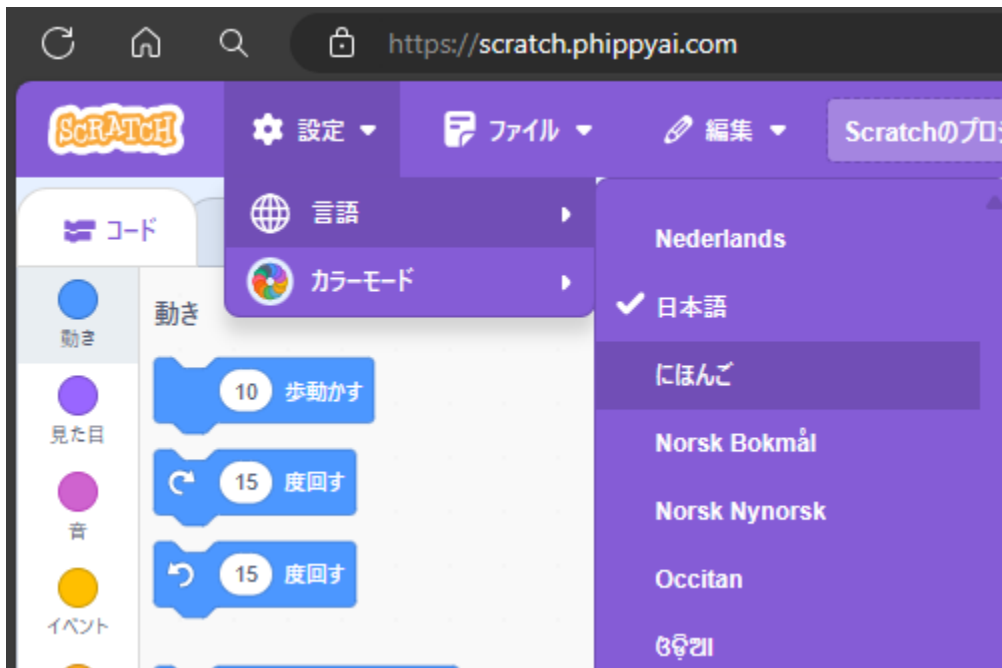 https://scratch.phippyai.com
SCRATCH 設定 ファイル 編集 Scratchのプロ
コード
言語
カラーモード
Nederlands
日本語
にほんご
Norsk Bokmål
Norsk Nynorsk
Occitan
ଓଡ଼ିଆ
動き
見た目
音
イベント
動き
10 歩動かす
15 度回す
15 度回す